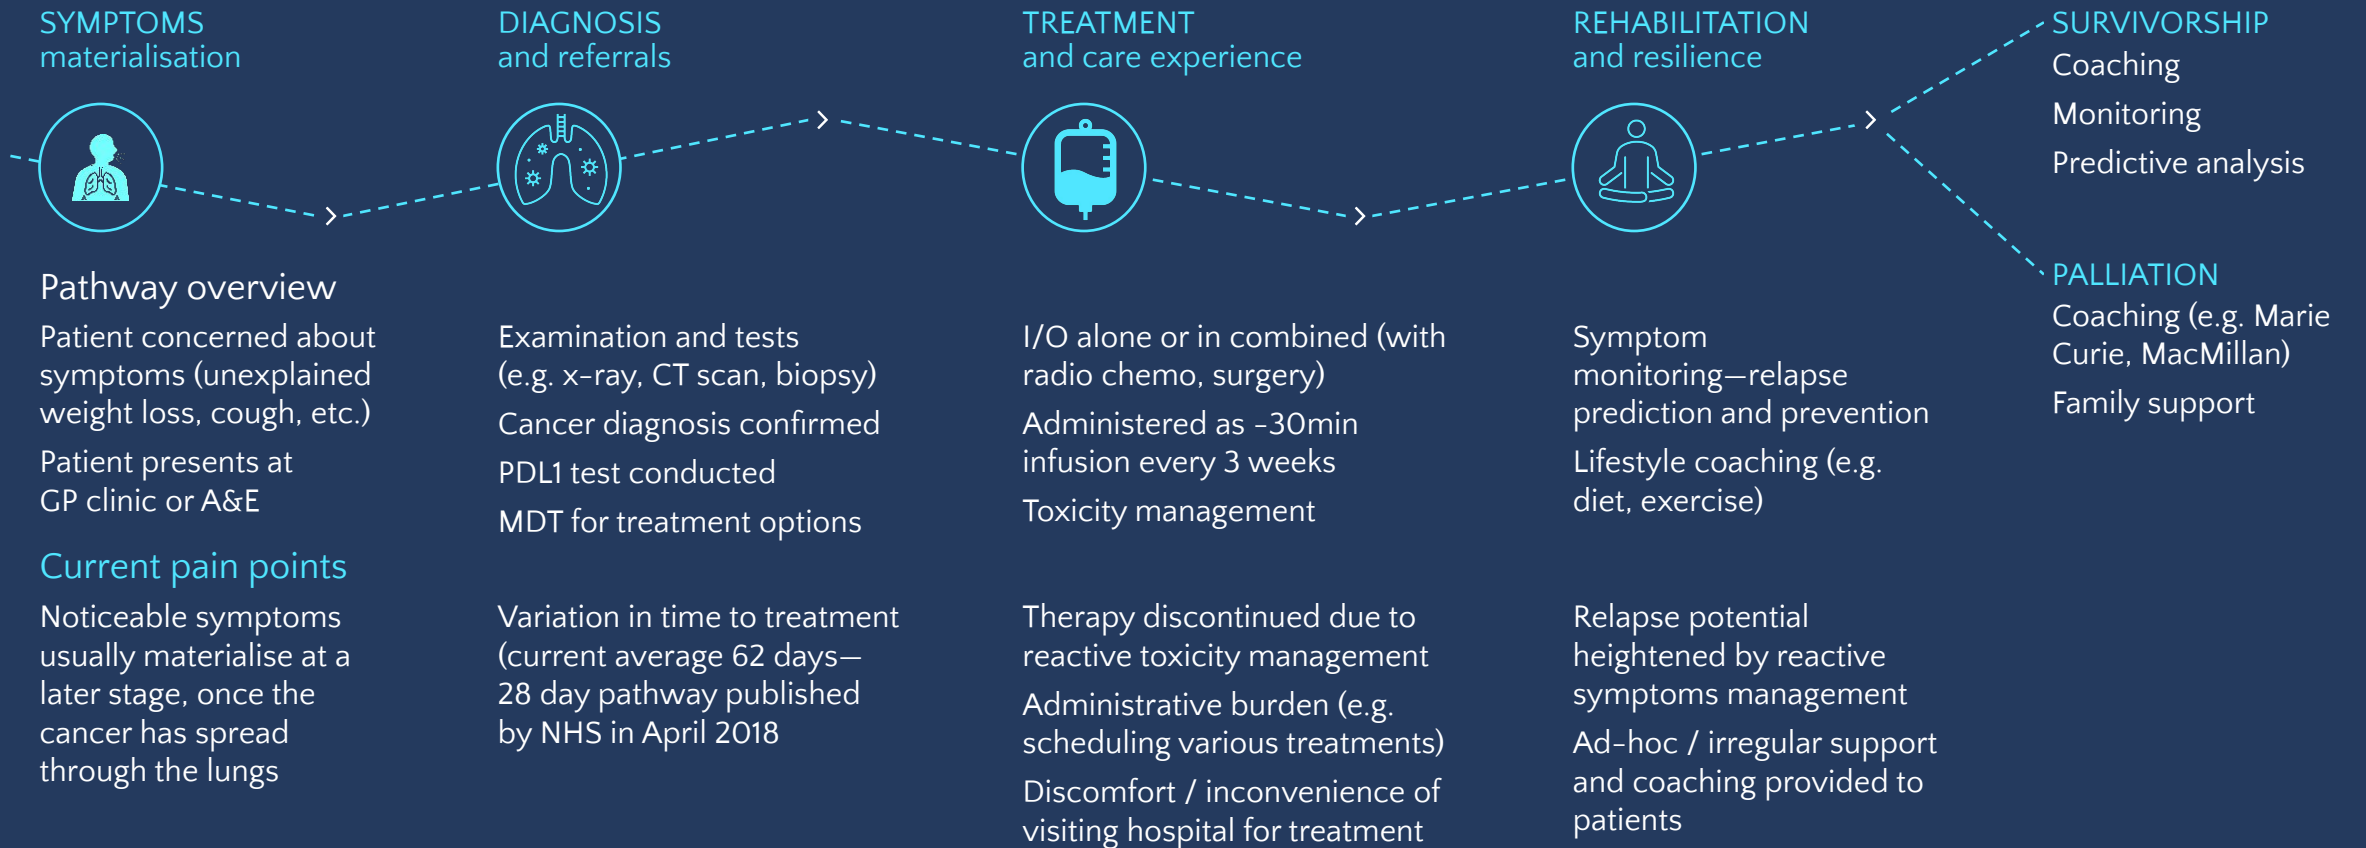 SYMPTOMS
materialisation
DIAGNOSIS
and referrals
TREATMENT
and care experience
REHABILITATION
and resilience
SURVIVORSHIP
Coaching
Monitoring
Predictive analysis
PALLIATION
Coaching (e.g. Marie
Curie, MacMillan)
Family support
Pathway overview
Patient concerned about
symptoms (unexplained
weight loss, cough, etc.)
Patient presents at
GP clinic or A&E
Examination and tests
(e.g. x-ray, CT scan, biopsy)
Cancer diagnosis confirmed
PDL1 test conducted
MDT for treatment options
I/O alone or in combined (with
radio chemo, surgery)
Administered as -30min
infusion every 3 weeks
Toxicity management
Symptom
monitoring—relapse
prediction and prevention
Lifestyle coaching (e.g.
diet, exercise)
Current pain points
Noticeable symptoms
usually materialise at a
later stage, once the
cancer has spread
through the lungs
Variation in time to treatment
(current average 62 days—
28 day pathway published
by NHS in April 2018
Therapy discontinued due to
reactive toxicity management
Administrative burden (e.g.
scheduling various treatments)
Discomfort / inconvenience of
visiting hospital for treatment
Relapse potential
heightened by reactive
symptoms management
Ad-hoc / irregular support
and coaching provided to
patients